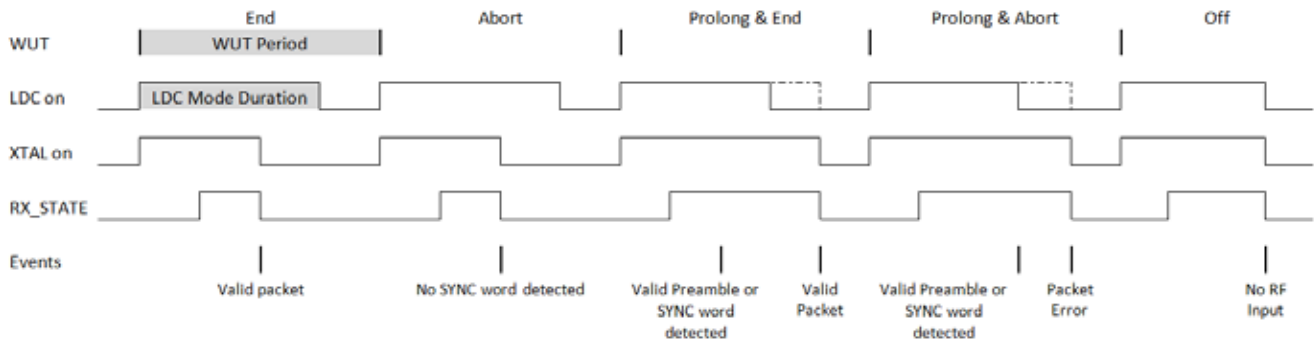 End Abort Prolong & End Prolong & Abort Off
WUT WUT Period
LDC on LDC Mode Duration
XTAL on
RX_STATE
Events
Valid packet No SYNC word detected Valid Preamble or Valid Valid Preamble or Packet No RF
SYNC word Packet SYNC word Error Input
detected detected